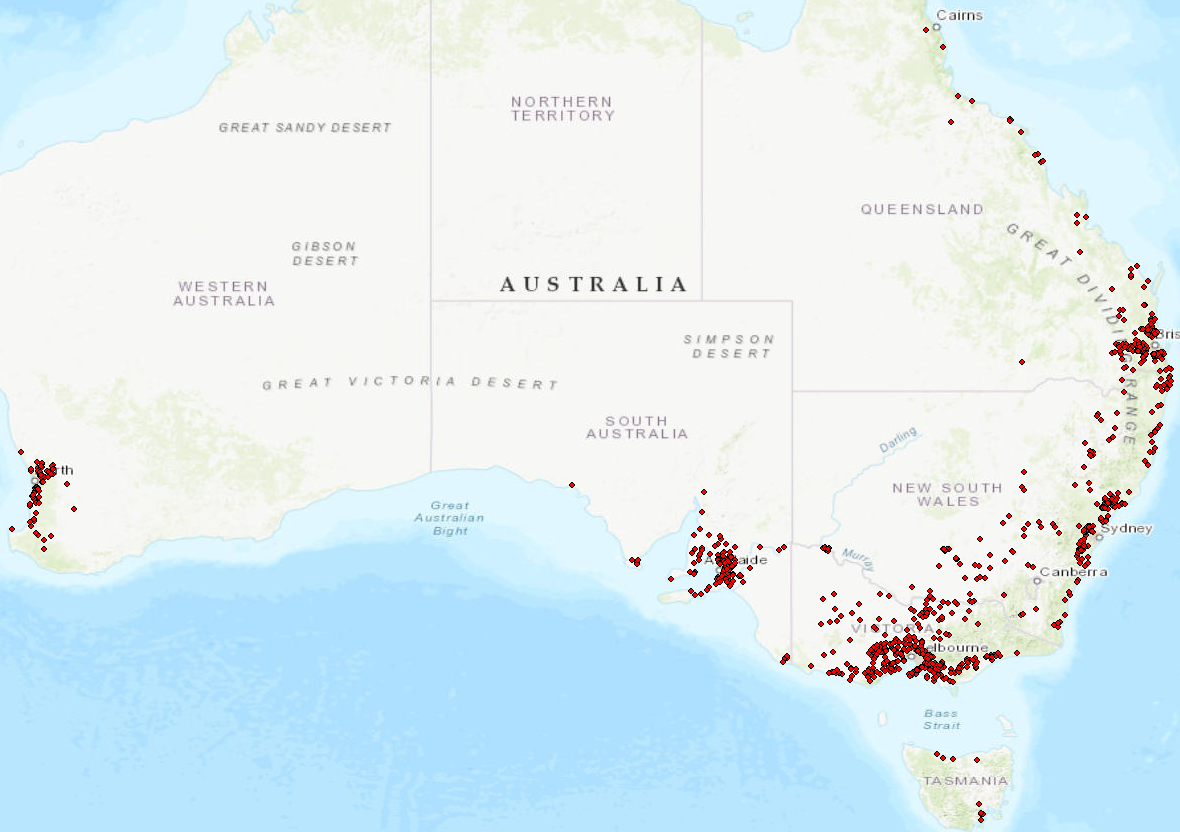 Cairns
NORTHERN
TERRITORY
GREAT SANDY DESERT
QUEENSLAND
GREAT DIVIDING RANGE
GIBSON
DESERT
WESTERN
AUSTRALIA
AUSTRALIA
SIMPSON
DESERT
Bris
GREAT VICTORIA DESERT
SOUTH
AUSTRALIA
Darling
rth
NEW SOUTH
WALES
Great
Australian
Bight
Sydney
Murray
Adelaide
Canberra
VICTORIA
elbourne
Bass
Strait
TASMANIA